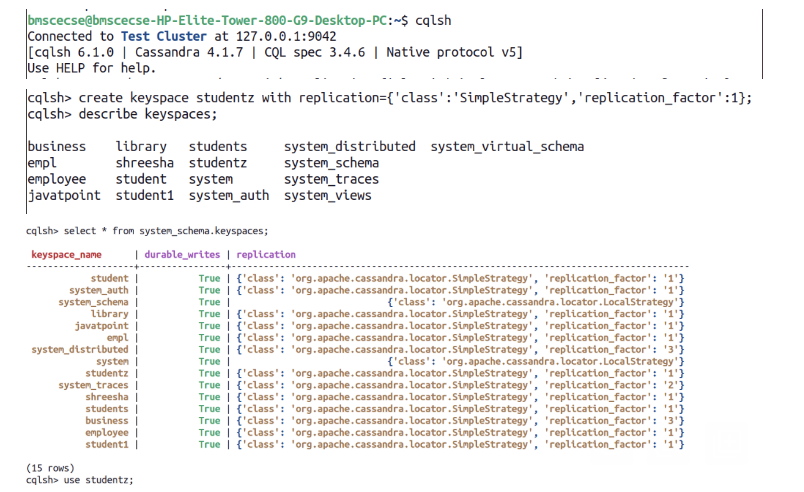 bmscecse@bmscecse-HP-Elite-Tower-800-G9-Desktop-PC:~$ cqlsh
Connected to Test Cluster at 127.0.0.1:9042
[cqlsh 6.1.0 | Cassandra 4.1.7 | CQL spec 3.4.6 | Native protocol v5]
Use HELP for help.
cqlsh> create keyspace studentz with replication={'class':'SimpleStrategy','replication_factor':1};
cqlsh> describe keyspaces;
business    library   students     system_distributed  system_virtual_schema
empl        shreesha  studentz     system_schema
employee    student   system       system_traces
javatpoint  student1  system_auth  system_views
cqlsh> select * from system_schema.keyspaces;
keyspace_name | durable_writes | replication
--------------------+----------------+-------------------------------------------------------------------------------------
student | True | {'class': 'org.apache.cassandra.locator.SimpleStrategy', 'replication_factor': '1'}
system_auth | True | {'class': 'org.apache.cassandra.locator.SimpleStrategy', 'replication_factor': '1'}
system_schema | True | {'class': 'org.apache.cassandra.locator.LocalStrategy'}
library | True | {'class': 'org.apache.cassandra.locator.SimpleStrategy', 'replication_factor': '1'}
javatpoint | True | {'class': 'org.apache.cassandra.locator.SimpleStrategy', 'replication_factor': '1'}
empl | True | {'class': 'org.apache.cassandra.locator.SimpleStrategy', 'replication_factor': '1'}
system_distributed | True | {'class': 'org.apache.cassandra.locator.SimpleStrategy', 'replication_factor': '3'}
system | True | {'class': 'org.apache.cassandra.locator.LocalStrategy'}
studentz | True | {'class': 'org.apache.cassandra.locator.SimpleStrategy', 'replication_factor': '1'}
system_traces | True | {'class': 'org.apache.cassandra.locator.SimpleStrategy', 'replication_factor': '2'}
shreesha | True | {'class': 'org.apache.cassandra.locator.SimpleStrategy', 'replication_factor': '1'}
students | True | {'class': 'org.apache.cassandra.locator.SimpleStrategy', 'replication_factor': '1'}
business | True | {'class': 'org.apache.cassandra.locator.SimpleStrategy', 'replication_factor': '3'}
employee | True | {'class': 'org.apache.cassandra.locator.SimpleStrategy', 'replication_factor': '1'}
student1 | True | {'class': 'org.apache.cassandra.locator.SimpleStrategy', 'replication_factor': '1'}
(15 rows)
cqlsh> use studentz;